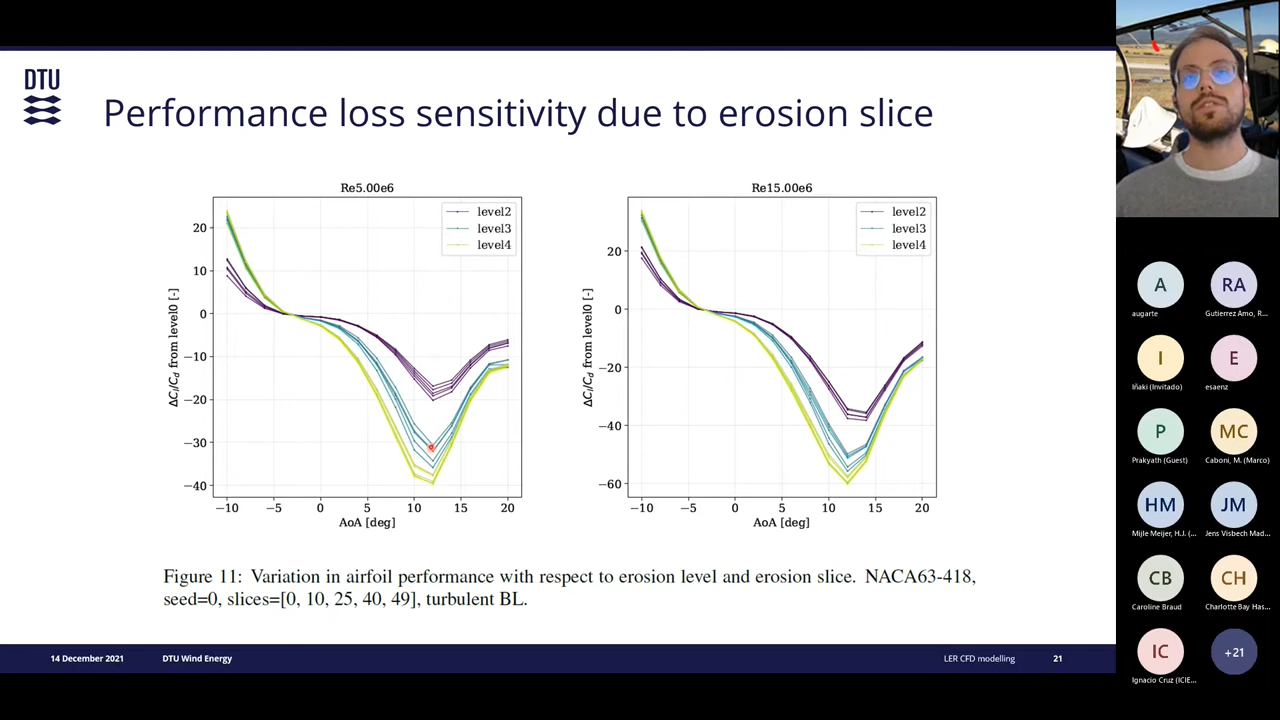 DTU
Performance loss sensitivity due to erosion slice
Re5.00e6
level2
level3
level4
20
10
0
−10
−20
−30
−40
ΔCl/Cd from level0 [-]
−10 −5 0 5 10 15 20
AoA [deg]
Re15.00e6
level2
level3
level4
20
0
−20
−40
−60
ΔCl/Cd from level0 [-]
−10 −5 0 5 10 15 20
AoA [deg]
Figure 11: Variation in airfoil performance with respect to erosion level and erosion slice. NACA63-418,
seed=0, slices=[0, 10, 25, 40, 49], turbulent BL.
14 December 2021 DTU Wind Energy LER CFD modelling 21
A RA
augarte Gutierrez Amo, R...
I E
Iñaki (Invitado) esaenz
P MC
Prakyath (Guest) Caboni, M. (Marco)
HM JM
Mijle Meijer, H.J. (... Jens Visbech Mad...
CB CH
Caroline Braud Charlotte Bay Has...
IC +21
Ignacio Cruz (ICIE...